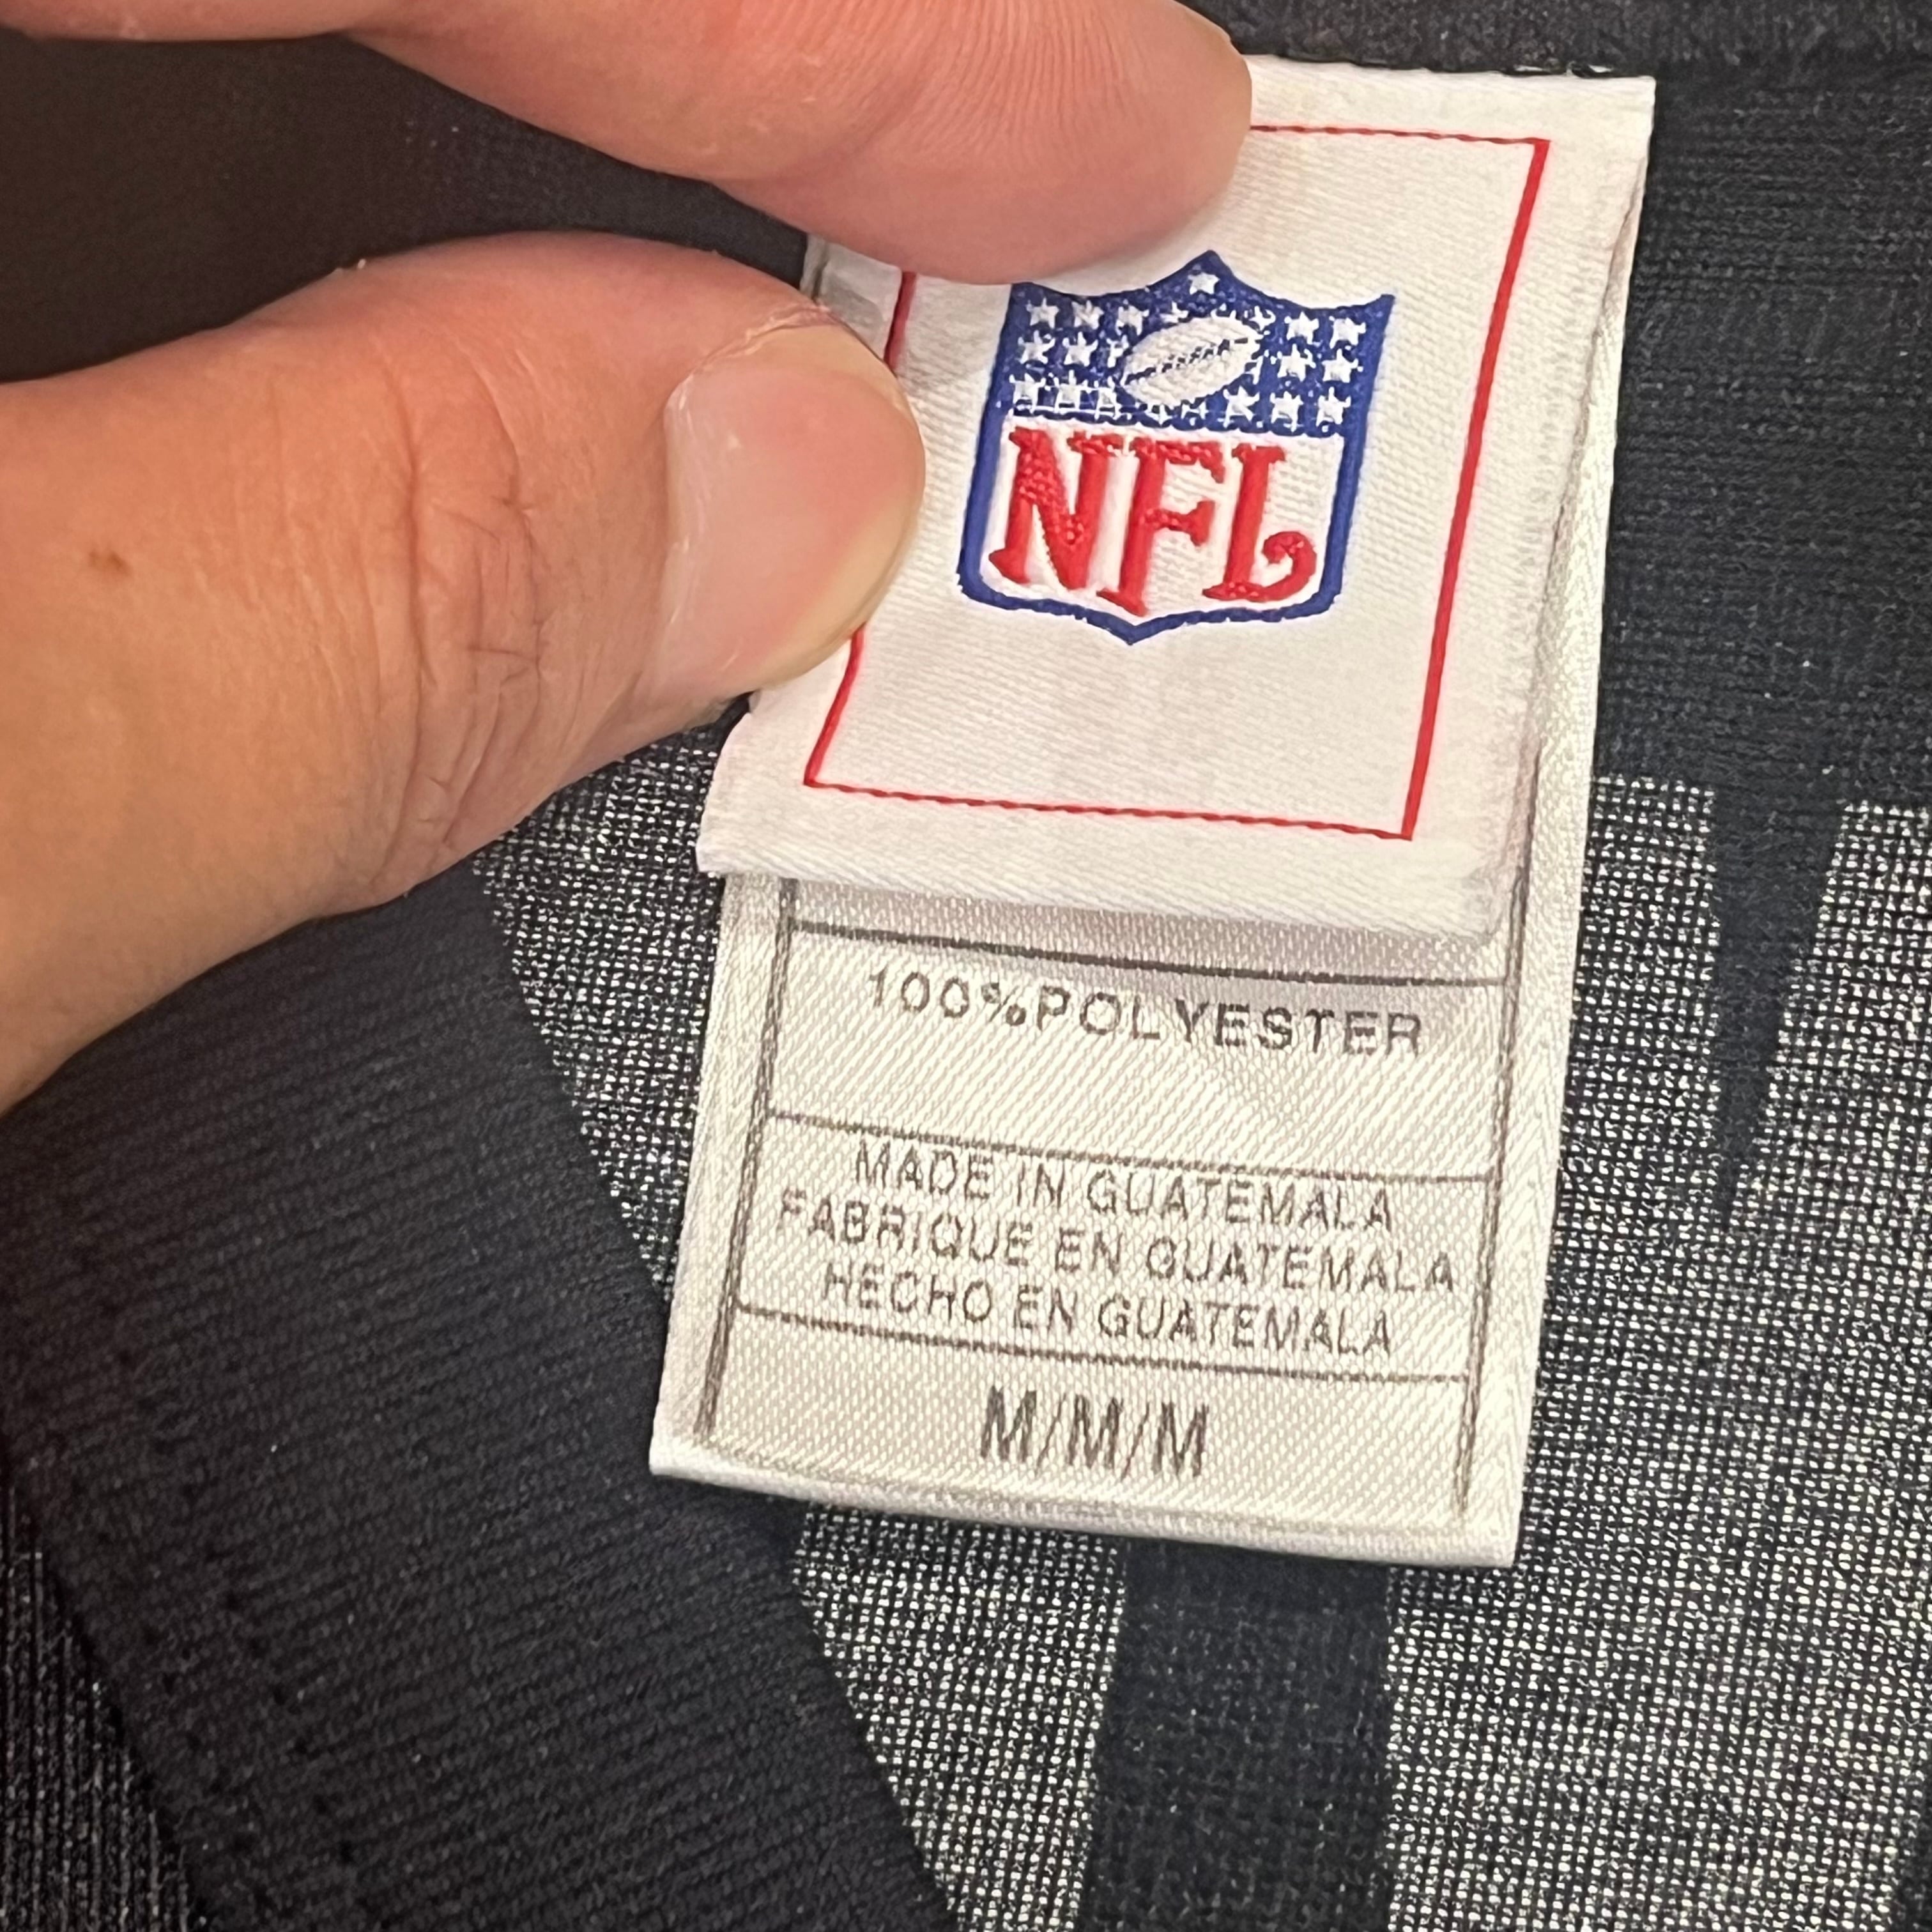 NFL
100%POLYESTER
MADE IN GUATEMALA
FABRIQUE EN GUATEMALA
HECHO EN GUATEMALA
M/M/M